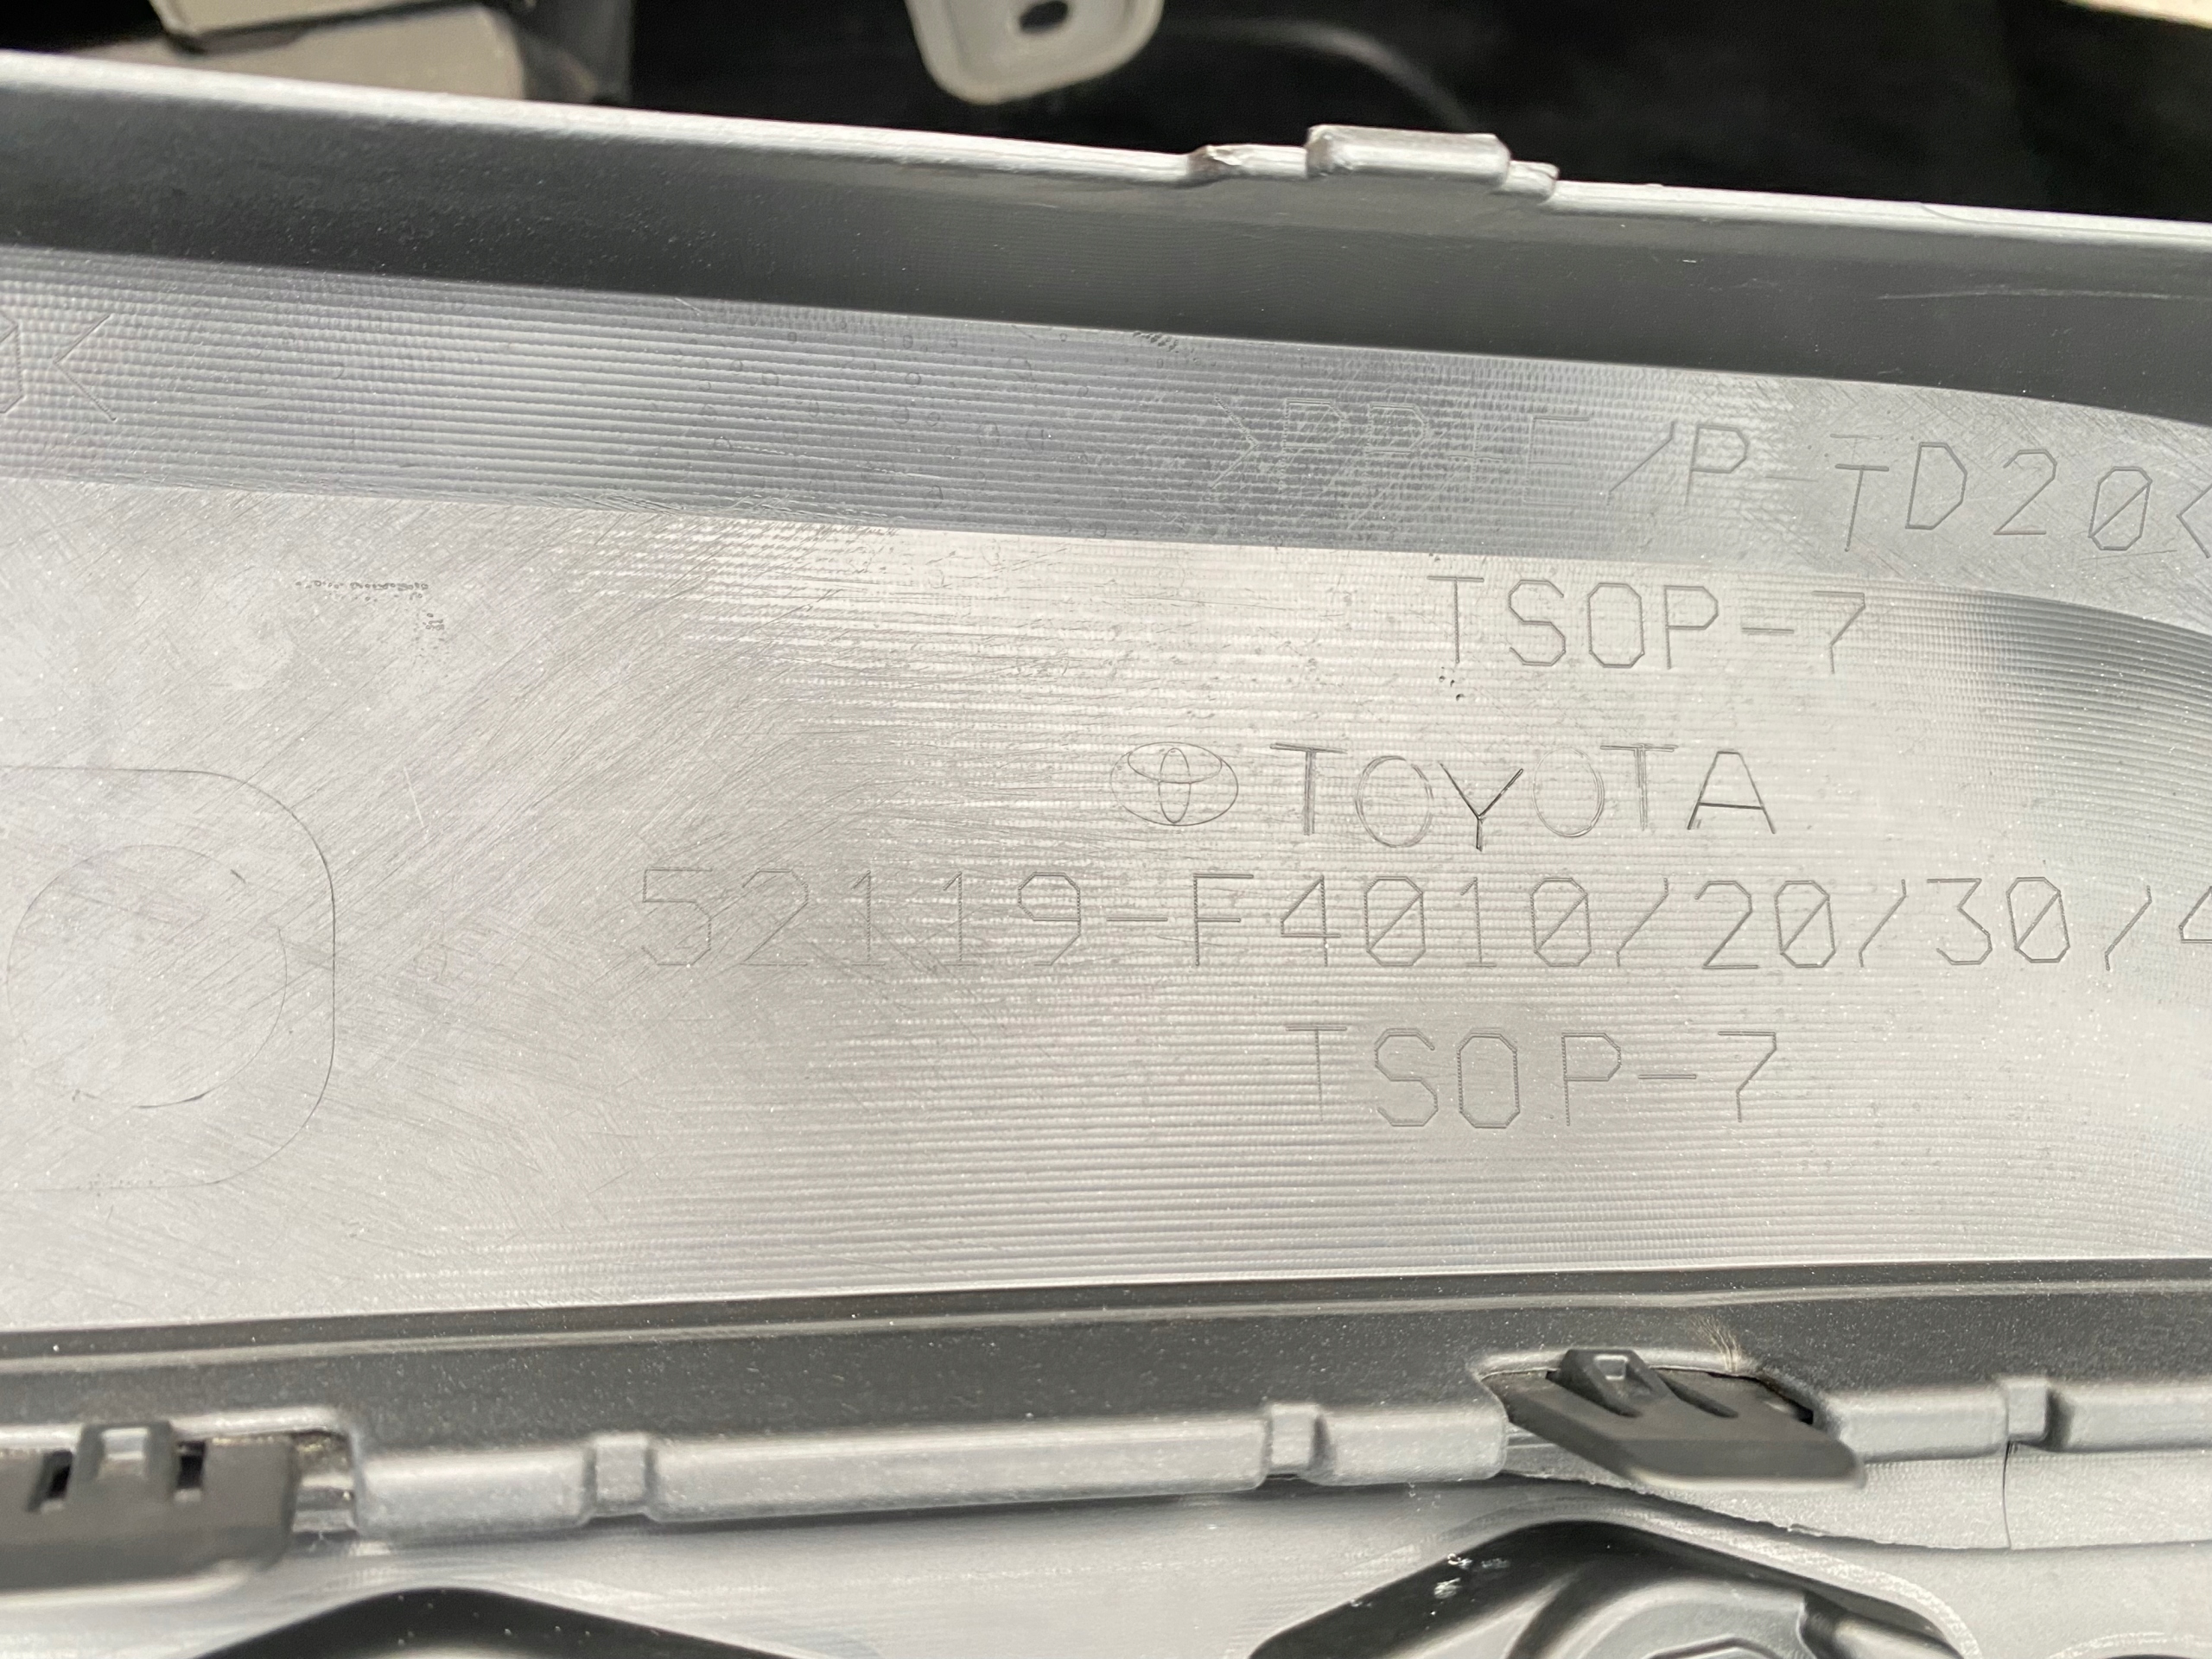 >PP+E/P-TD20<
TSOP-7
TOYOTA
52119-F4010/20/30/4
TSOP-7